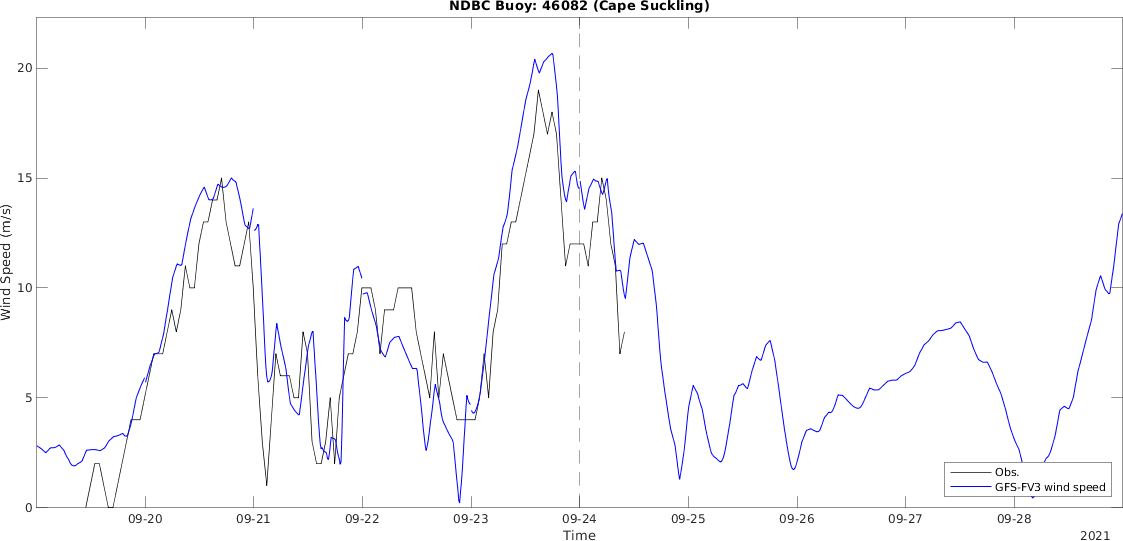 NDBC Buoy: 46082 (Cape Suckling)
20
15
10
5
0
Wind Speed (m/s)
09-20 09-21 09-22 09-23 09-24 09-25 09-26 09-27 09-28
Time
2021
Obs.
GFS-FV3 wind speed